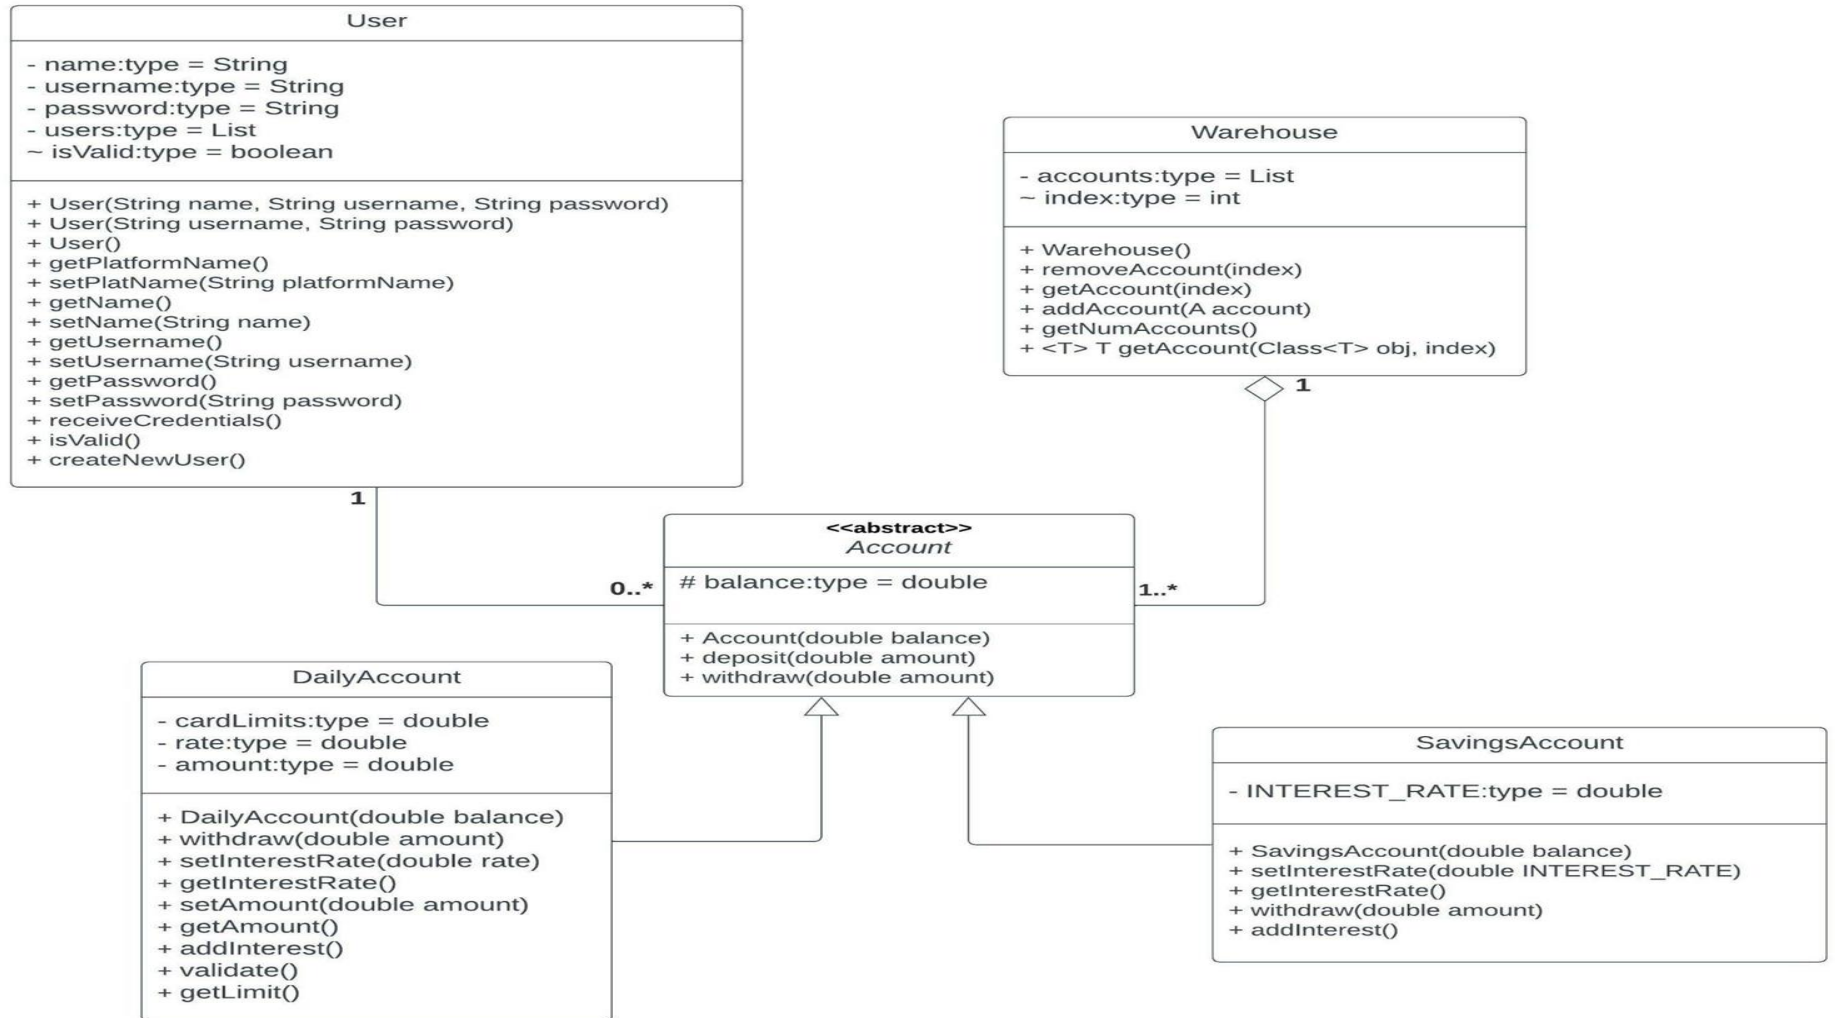 User
- name:type = String
- username:type = String
- password:type = String
- users:type = List
~ isValid:type = boolean
+ User(String name, String username, String password)
+ User(String username, String password)
+ User()
+ getPlatformName()
+ setPlatName(String platformName)
+ getName()
+ setName(String name)
+ getUsername()
+ setUsername(String username)
+ getPassword()
+ setPassword(String password)
+ receiveCredentials()
+ isValid()
+ createNewUser()
1
Warehouse
- accounts:type = List
~ index:type = int
+ Warehouse()
+ removeAccount(index)
+ getAccount(index)
+ addAccount(A account)
+ getNumAccounts()
+ <T> T getAccount(Class<T> obj, index)
1
0..*
<<abstract>>
Account
# balance:type = double
+ Account(double balance)
+ deposit(double amount)
+ withdraw(double amount)
1..*
DailyAccount
- cardLimits:type = double
- rate:type = double
- amount:type = double
+ DailyAccount(double balance)
+ withdraw(double amount)
+ setInterestRate(double rate)
+ getInterestRate()
+ setAmount(double amount)
+ getAmount()
+ addInterest()
+ validate()
+ getLimit()
SavingsAccount
- INTEREST_RATE:type = double
+ SavingsAccount(double balance)
+ setInterestRate(double INTEREST_RATE)
+ getInterestRate()
+ withdraw(double amount)
+ addInterest()